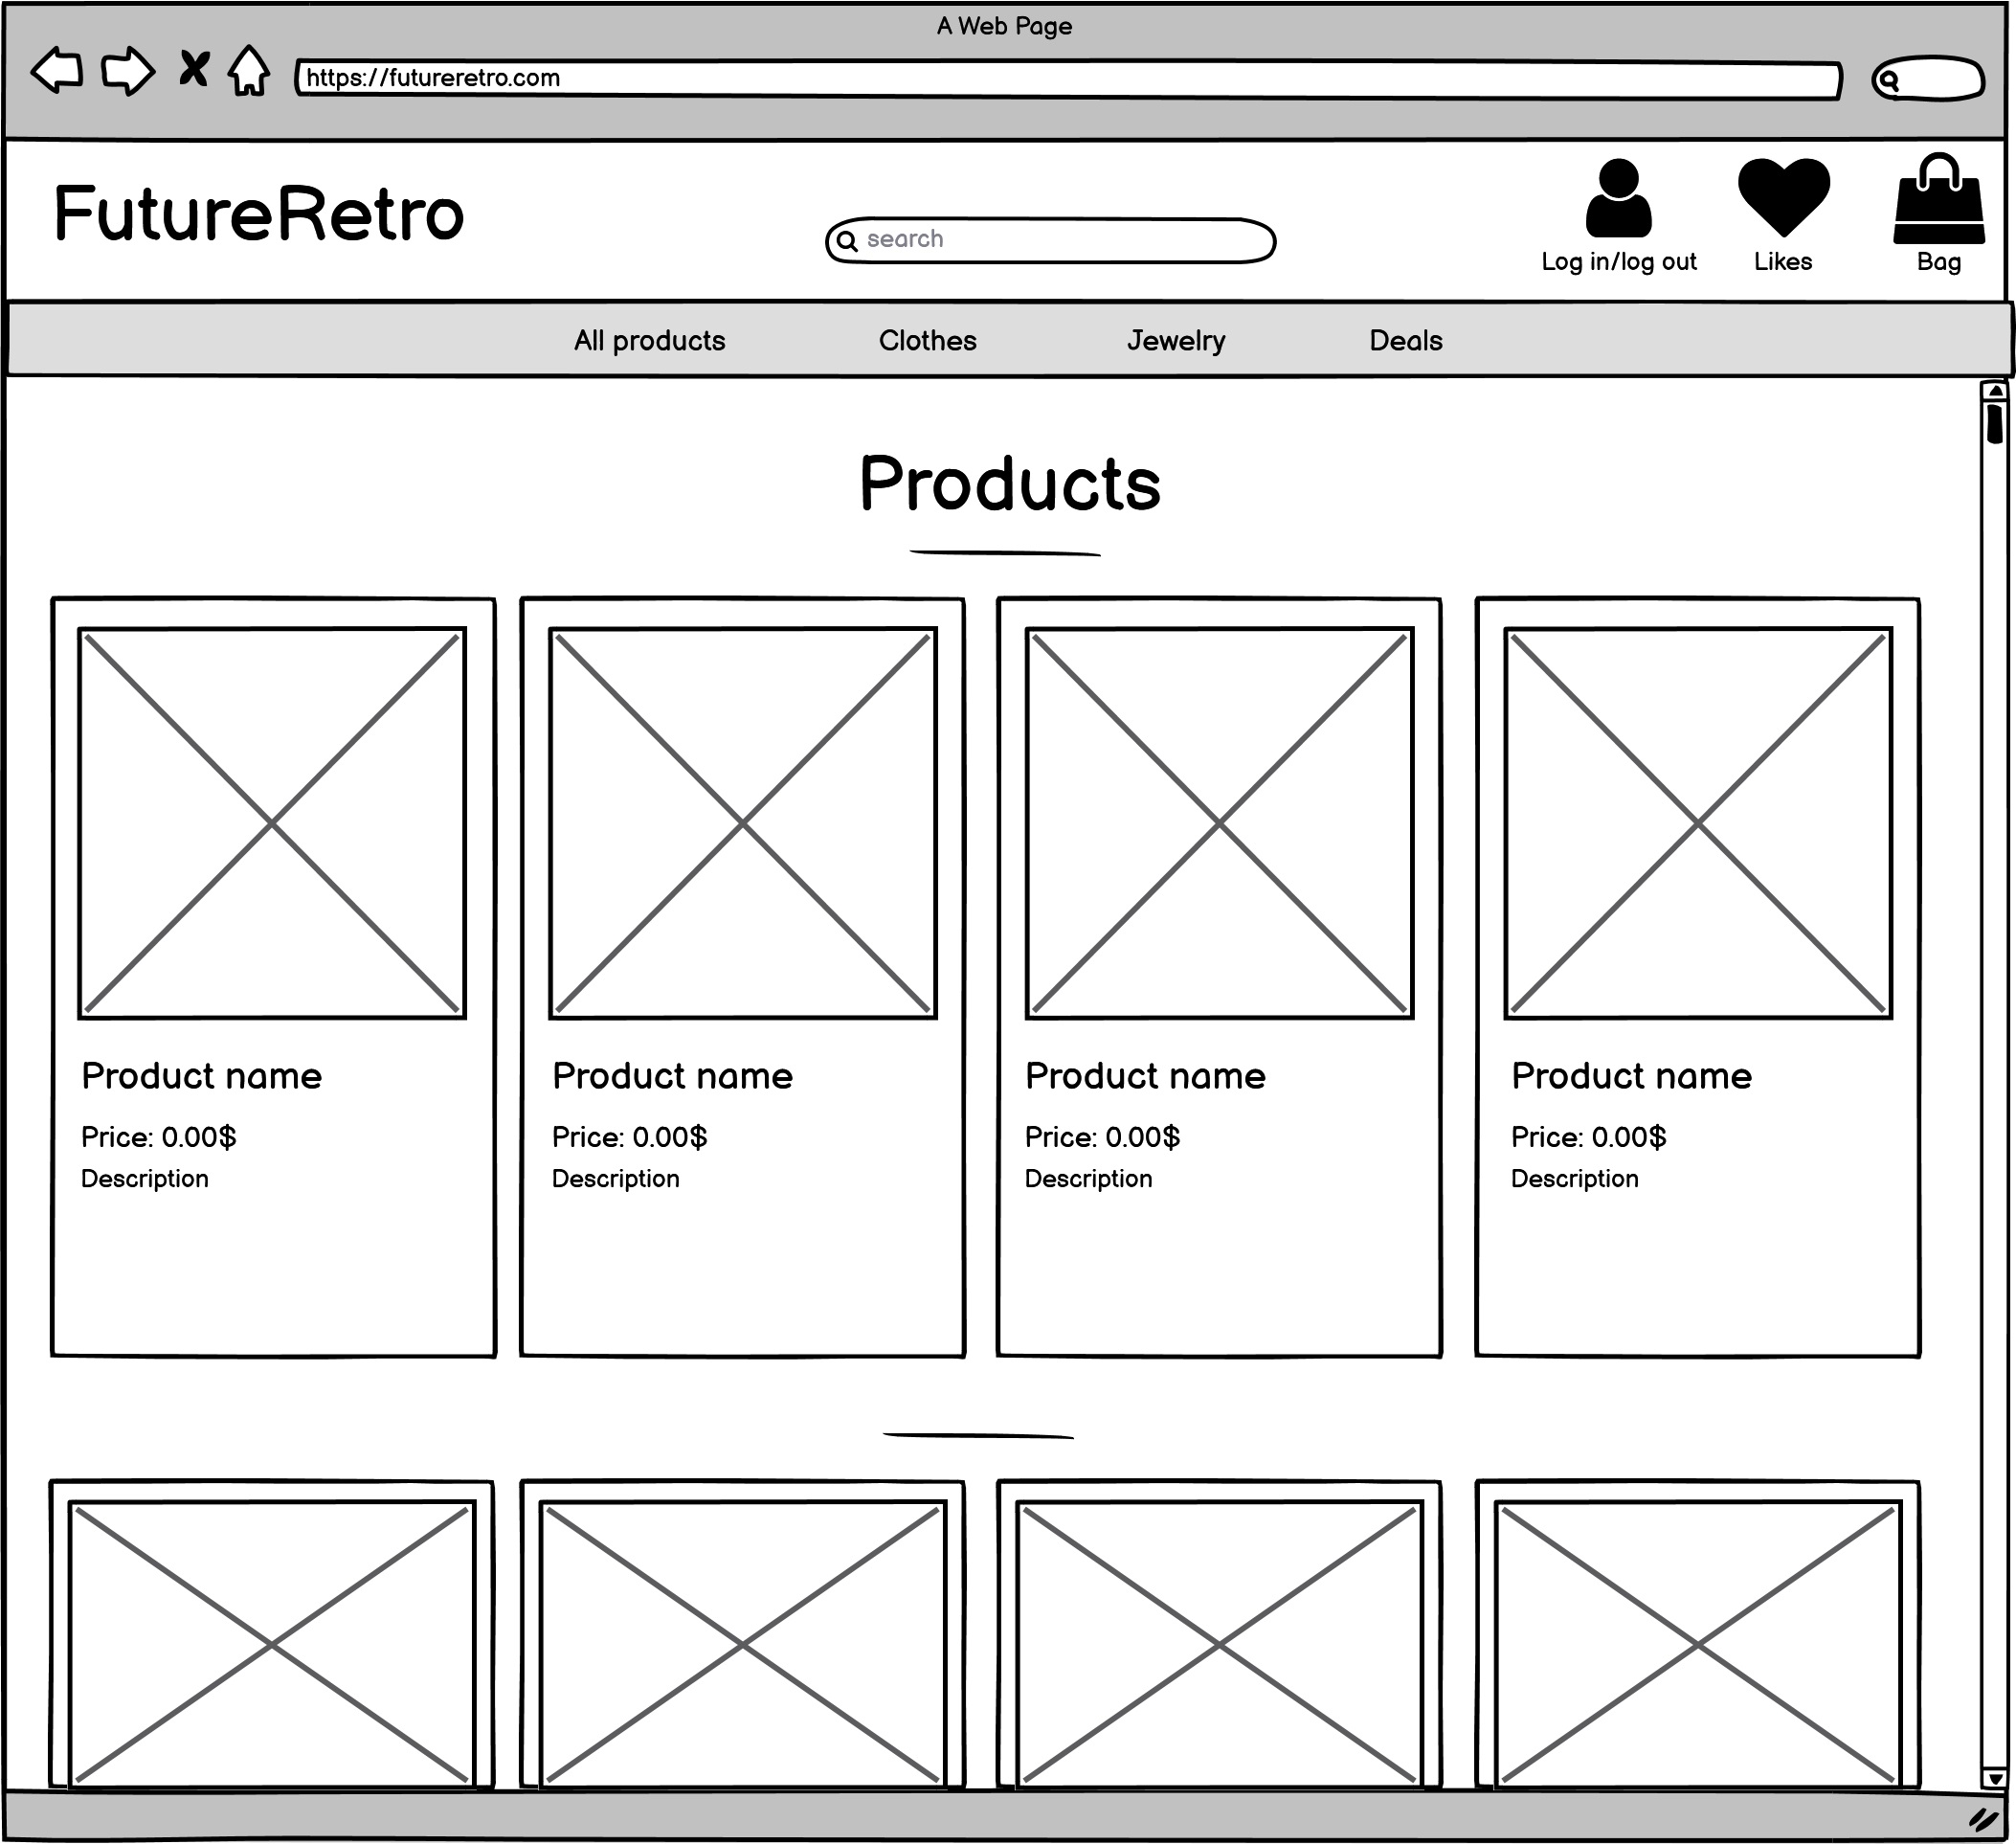 A Web Page
https://futureretro.com
FutureRetro
search
Log in/log out Likes Bag
All products Clothes Jewelry Deals
Products
Product name Product name Product name Product name
Price: 0.00$ Price: 0.00$ Price: 0.00$ Price: 0.00$
Description Description Description Description